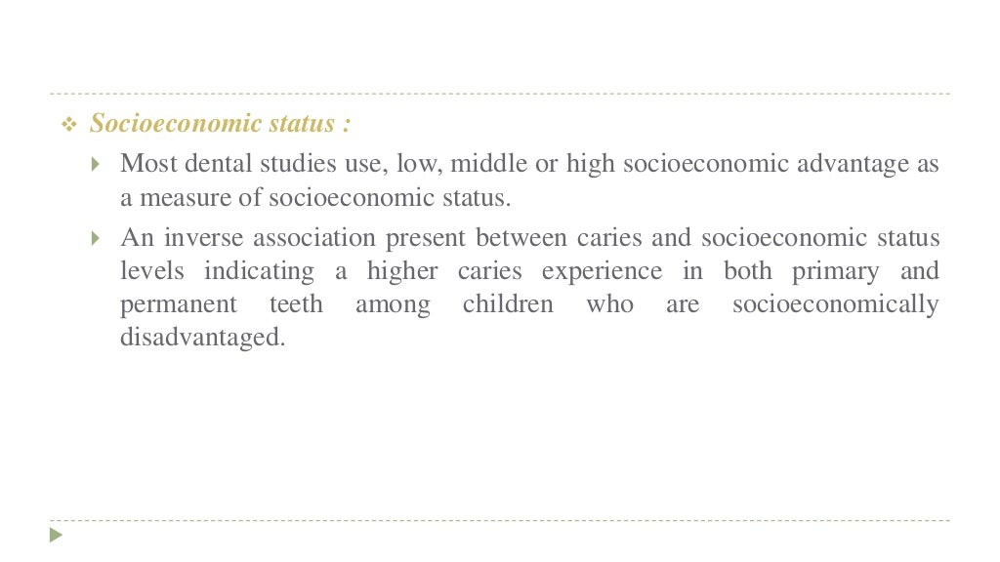 ❖ Socioeconomic status :
Most dental studies use, low, middle or high socioeconomic advantage as
a measure of socioeconomic status.
An inverse association present between caries and socioeconomic status
levels indicating a higher caries experience in both primary and
permanent teeth among children who are socioeconomically
disadvantaged.